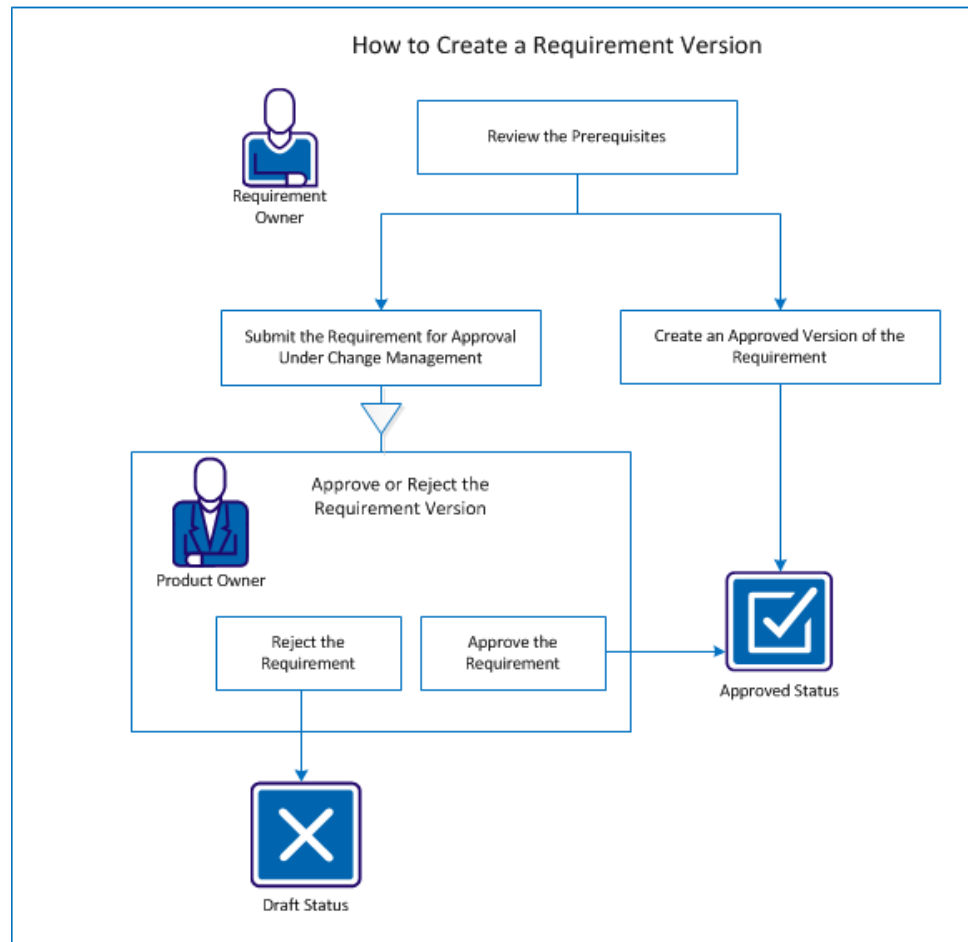 How to Create a Requirement Version
Review the Prerequisites
Requirement
Owner
Submit the Requirement for Approval
Under Change Management
Create an Approved Version of the
Requirement
Approve or Reject the
Requirement Version
Product Owner
Reject the
Requirement
Approve the
Requirement
Approved Status
Draft Status